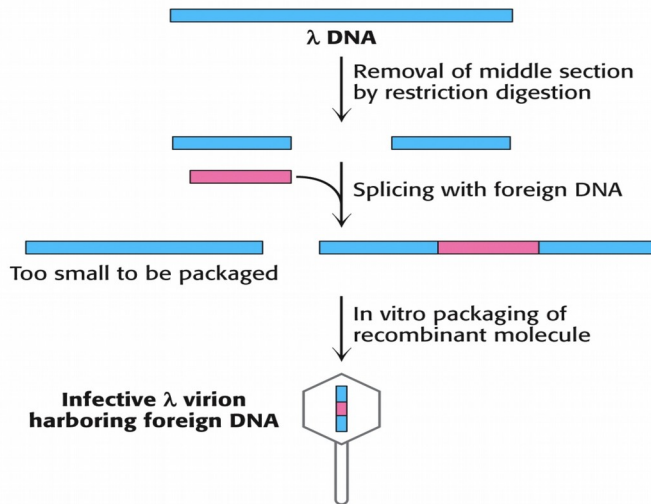 λ DNA
Removal of middle section
by restriction digestion
Splicing with foreign DNA
Too small to be packaged
In vitro packaging of
recombinant molecule
Infective λ virion
harboring foreign DNA